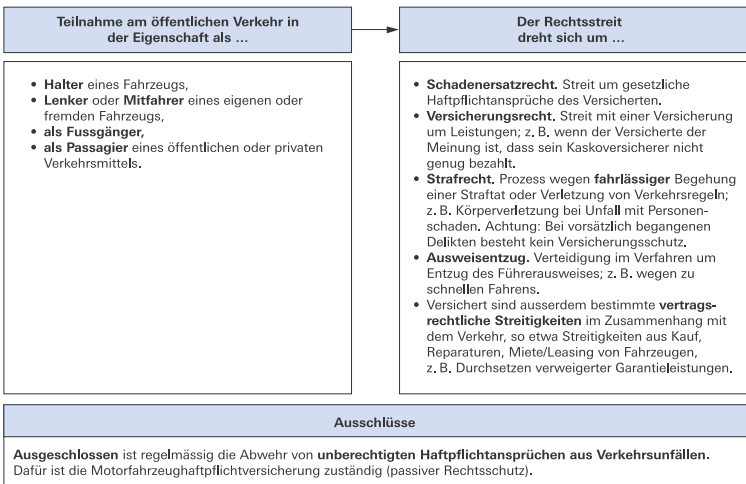 Teilnahme am öffentlichen Verkehr in
der Eigenschaft als …
• Halter eines Fahrzeugs,
• Lenker oder Mitfahrer eines eigenen oder
fremden Fahrzeugs,
• als Fussgänger,
• als Passagier eines öffentlichen oder privaten
Verkehrsmittels.
Der Rechtsstreit
dreht sich um …
• Schadenersatzrecht. Streit um gesetzliche
Haftpflichtansprüche des Versicherten.
• Versicherungsrecht. Streit mit einer Versicherung
um Leistungen; z. B. wenn der Versicherte der
Meinung ist, dass sein Kaskoversicherer nicht
genug bezahlt.
• Strafrecht. Prozess wegen fahrlässiger Begehung
einer Straftat oder Verletzung von Verkehrsregeln;
z. B. Körperverletzung bei Unfall mit Personen-
schaden. Achtung: Bei vorsätzlich begangenen
Delikten besteht kein Versicherungsschutz.
• Ausweisentzug. Verteidigung im Verfahren um
Entzug des Führerausweises; z. B. wegen zu
schnellen Fahrens.
• Versichert sind ausserdem bestimmte vertrags-
rechtliche Streitigkeiten im Zusammenhang mit
dem Verkehr, so etwa Streitigkeiten aus Kauf,
Reparaturen, Miete/Leasing von Fahrzeugen,
z. B. Durchsetzen verweigerter Garantieleistungen.
Ausschlüsse
Ausgeschlossen ist regelmässig die Abwehr von unberechtigten Haftpflichtansprüchen aus Verkehrsunfällen.
Dafür ist die Motorfahrzeughaftpflichtversicherung zuständig (passiver Rechtsschutz).